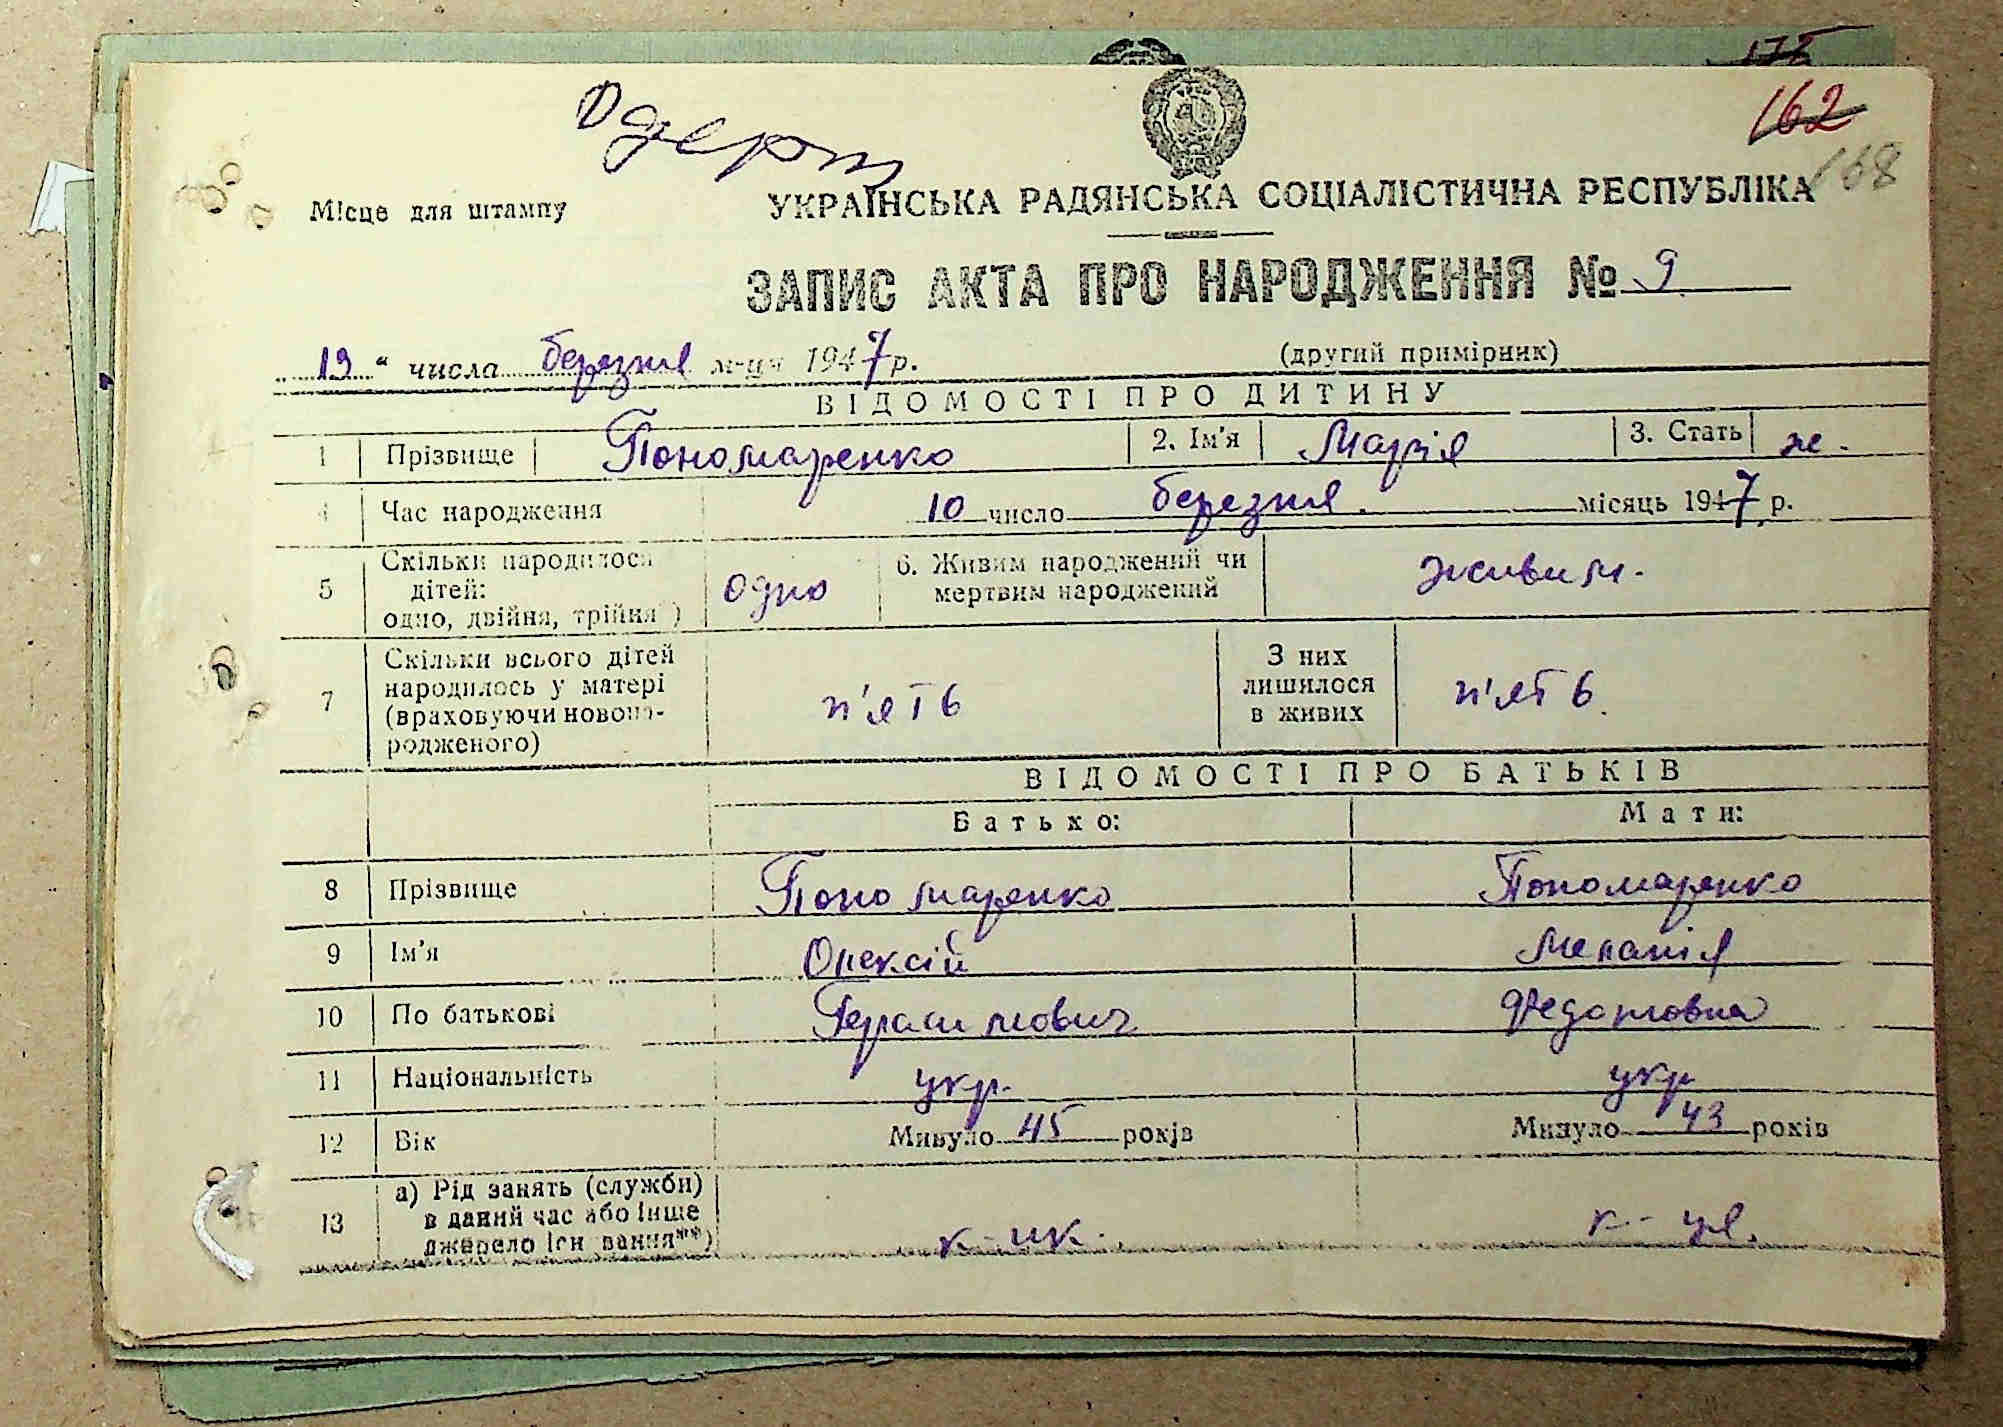 175
162
168
Одерт
Місце для штампу
УКРАЇНСЬКА РАДЯНСЬКА СОЦІАЛІСТИЧНА РЕСПУБЛІКА
ЗАПИС АКТА ПРО НАРОДЖЕННЯ № 9
„ 13 “ числа березня м-ця 1947 р. (другий примірник)
ВІДОМОСТІ ПРО ДИТИНУ
1 Прізвище Пономаренко 2. Ім'я Марія 3. Стать ж.
4 Час народження 10 число березня. місяць 1947 р.
5 Скільки народилося дітей: одно, двійня, трійня*) одно 6. Живим народжений чи мертвим народжений живим.
7 Скільки всього дітей народилось у матері (враховуючи новонародженого) п'ять З них лишилося в живих п'ять.
ВІДОМОСТІ ПРО БАТЬКІВ
Батько: Мати:
8 Прізвище Пономаренко Пономаренко
9 Ім'я Олексій Меланія
10 По батькові Герасимович Федотовна
11 Національність укр. укр
12 Вік Минуло 45 років Минуло 43 років
13 а) Рід занять (служби) в даний час або інше джерело існування**) к-ик. к-ця.